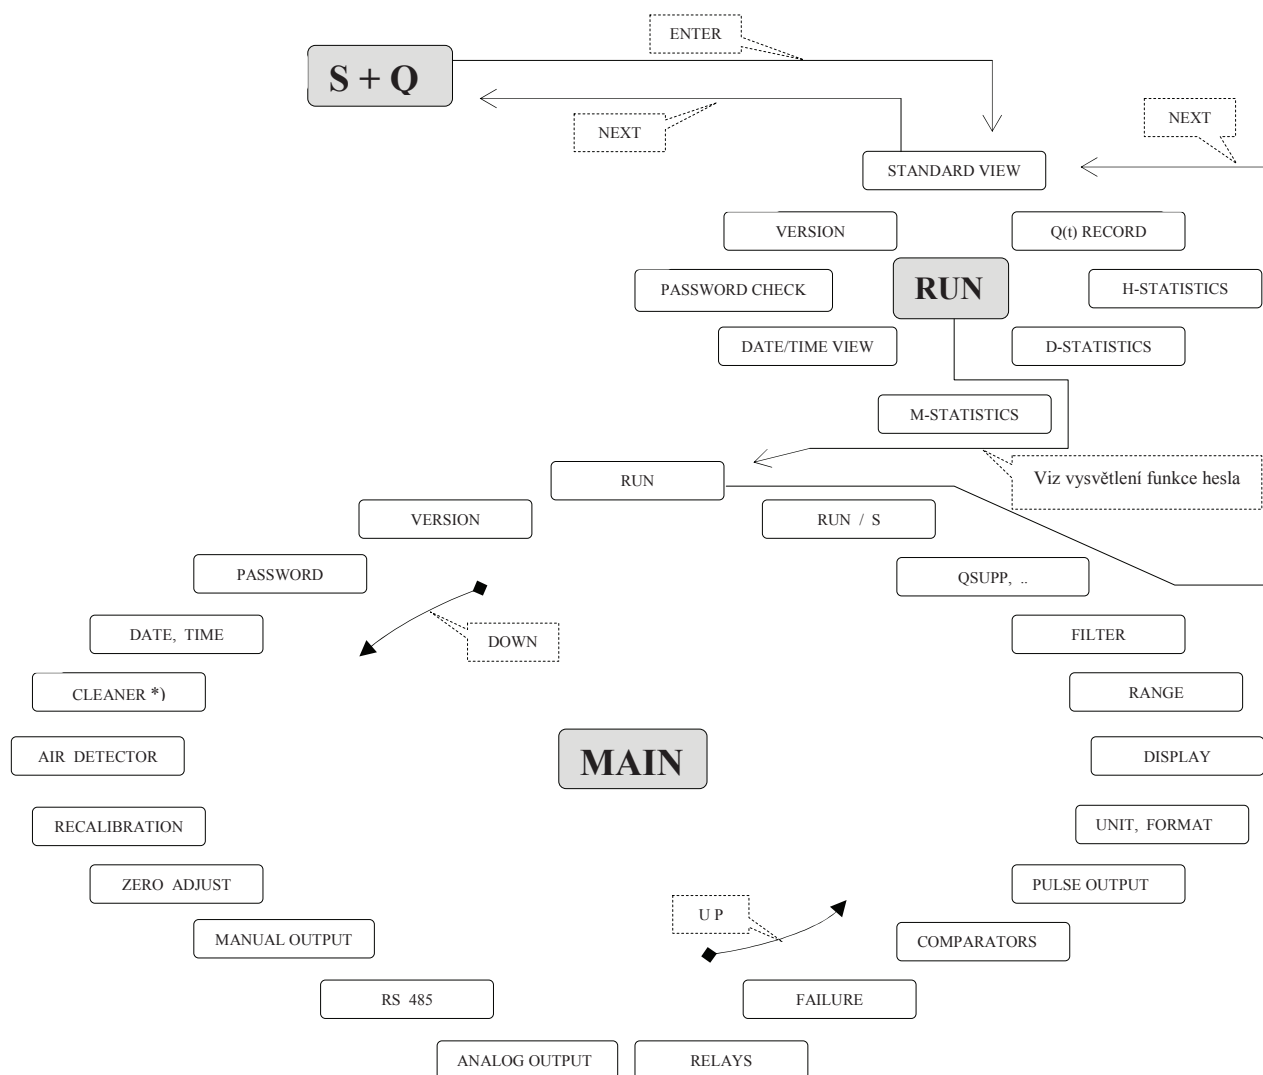 ENTER
S + Q
NEXT
NEXT
STANDARD VIEW
VERSION
Q(t) RECORD
PASSWORD CHECK
RUN
H-STATISTICS
DATE/TIME VIEW
D-STATISTICS
M-STATISTICS
Viz vysvětlení funkce hesla
RUN
VERSION
RUN / S
PASSWORD
QSUPP, ..
DATE, TIME
DOWN
FILTER
CLEANER *)
RANGE
AIR DETECTOR
MAIN
DISPLAY
RECALIBRATION
UNIT, FORMAT
ZERO ADJUST
PULSE OUTPUT
U P
MANUAL OUTPUT
COMPARATORS
RS 485
FAILURE
ANALOG OUTPUT
RELAYS